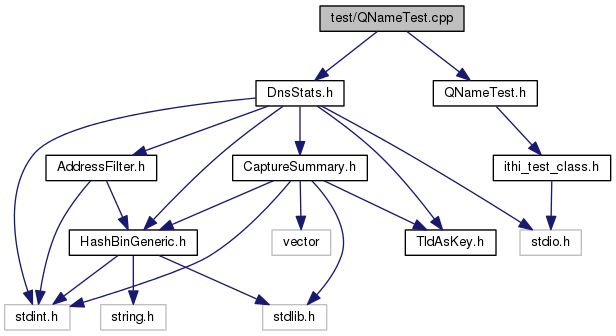 test/QNameTest.cpp
DnsStats.h
QNameTest.h
AddressFilter.h
CaptureSummary.h
ithi_test_class.h
HashBinGeneric.h
vector
TldAsKey.h
stdio.h
stdint.h
string.h
stdlib.h